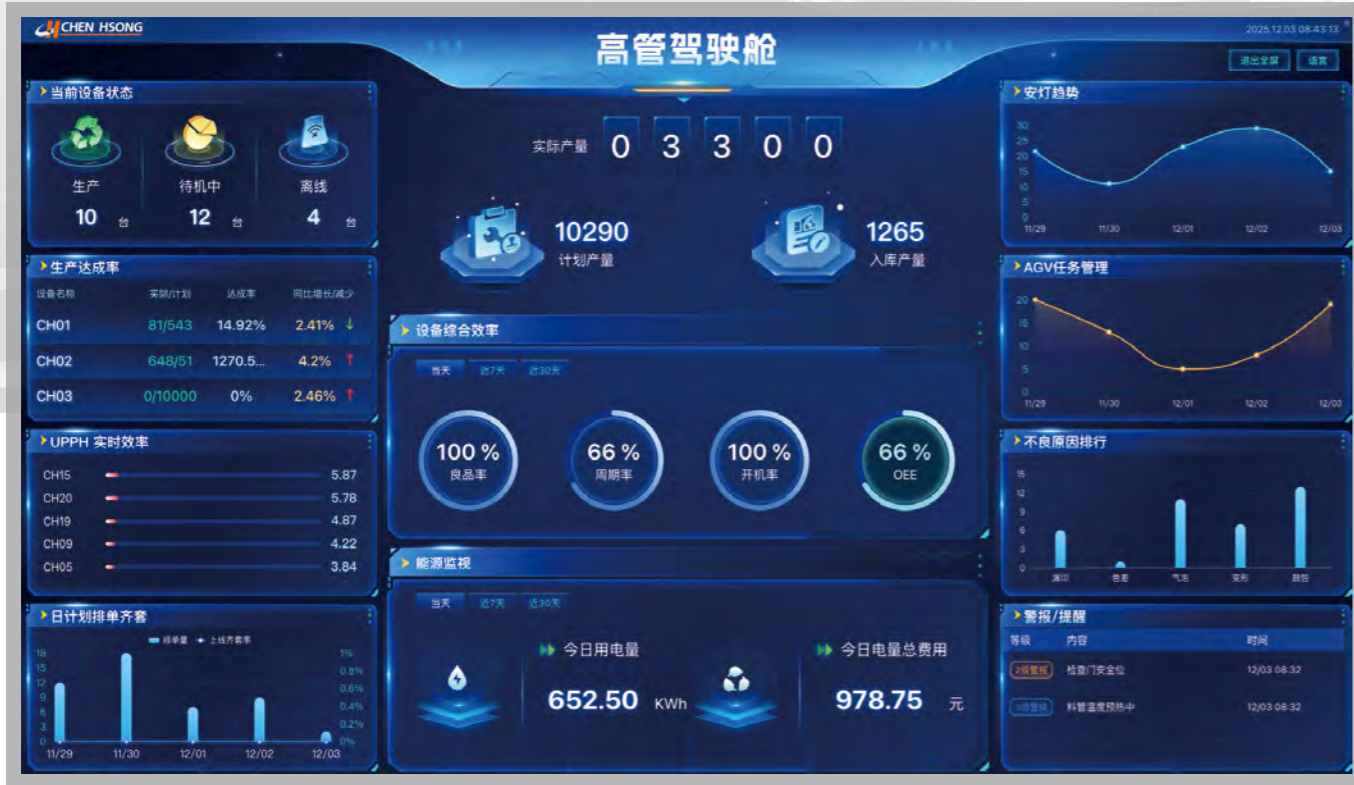 CHEN HSONG
高管驾驶舱
2025.12.03 08:43:13
退出全屏 语言
当前设备状态
生产 待机中 离线
10 台 12 台 4 台
实际产量 0 3 3 0 0
10290 计划产量
1265 入库产量
生产达成率
设备名称 实际/计划 达成率 同比增长/减少
CH01 81/543 14.92% 2.41% ↓
CH02 648/51 1270.5... 4.2% ↑
CH03 0/10000 0% 2.46% ↑
UPPH 实时效率
CH15 5.87
CH20 5.78
CH19 4.87
CH09 4.22
CH05 3.84
日计划排单齐套
排单量 上线齐套率
18 1%
15 0.8%
12 0.6%
9 0.4%
6 0.2%
3 0%
0
11/29 11/30 12/01 12/02 12/03
设备综合效率
当天 近7天 近30天
100 % 66 % 100 % 66 %
良品率 周期率 开机率 OEE
能源监视
当天 近7天 近30天
今日用电量
652.50 KWh
今日电量总费用
978.75 元
安灯趋势
30
25
20
15
10
5
0
11/29 11/30 12/01 12/02 12/03
AGV任务管理
20
15
10
5
0
11/29 11/30 12/01 12/02 12/03
不良原因排行
15
12
9
6
3
0
色差 变形
警报/提醒
等级 内容 时间
2级警报 检查门安全位 12/03 08:32
料管温度预热中 12/03 08:32